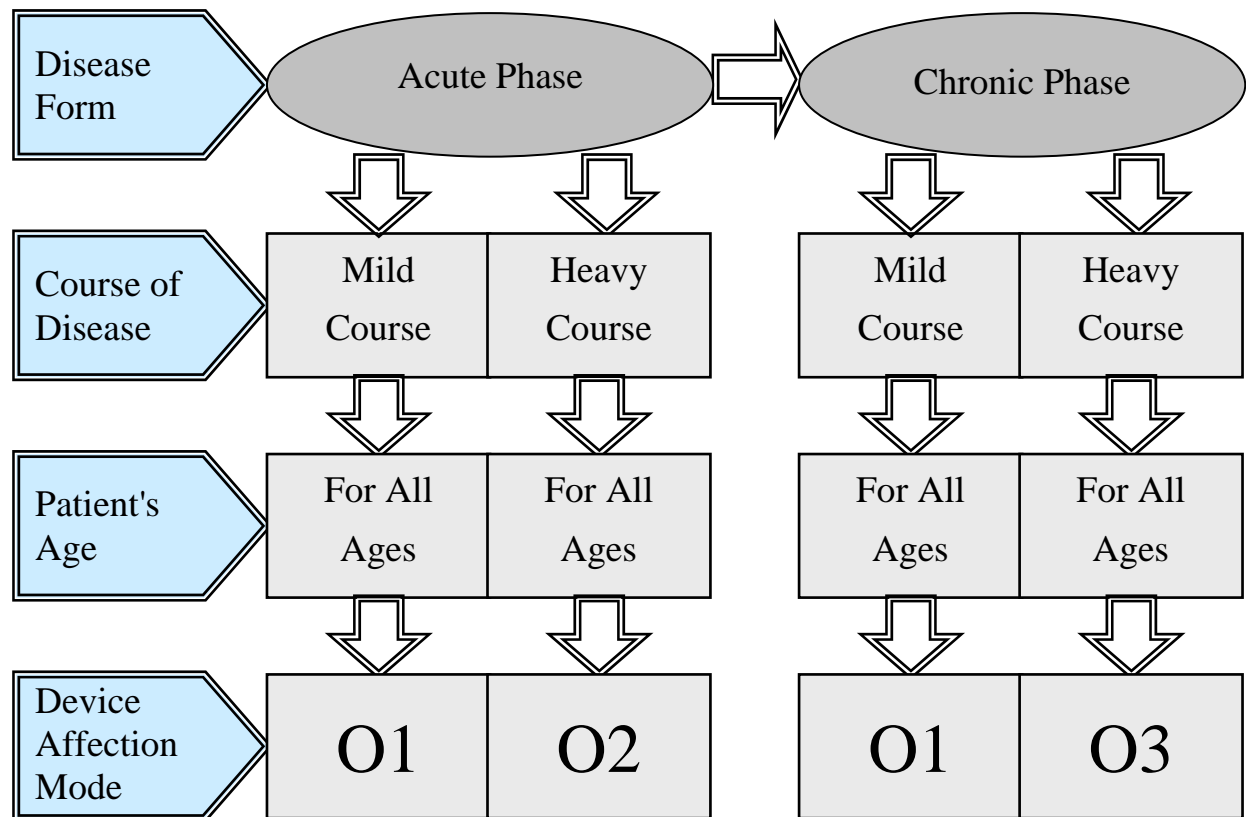 Disease
Form
Acute Phase
Chronic Phase
Course of
Disease
Mild
Course
Heavy
Course
Mild
Course
Heavy
Course
Patient's
Age
For All
Ages
For All
Ages
For All
Ages
For All
Ages
Device
Affection
Mode
O1
O2
O1
O3